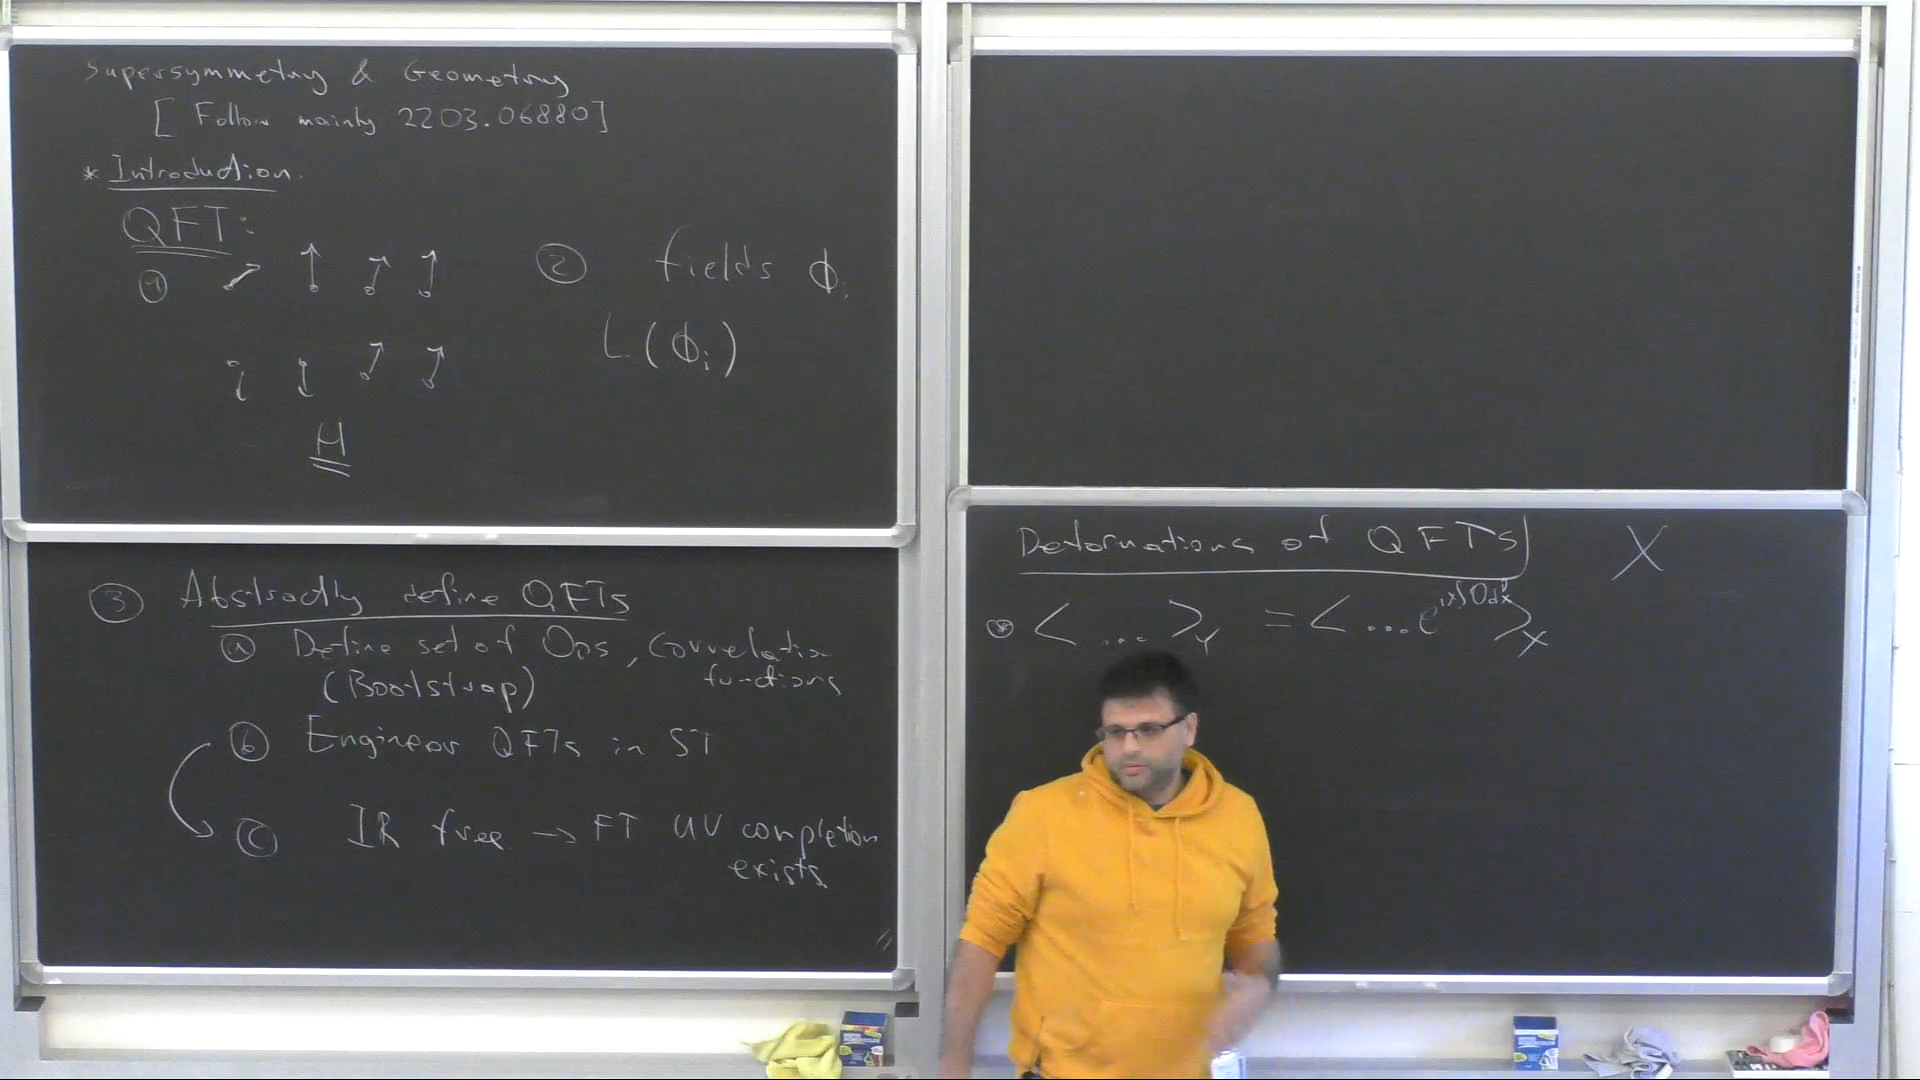 Supersymmetry & Geometry
[ Follow mainly 2203.06880]
* Introduction.
QFT:
①
H
② fields ϕi
L(ϕi)
③ Abstractly define QFTs
ⓐ Define set of Ops, correlation functions
(Bootstrap)
ⓑ Engineer QFTs in ST
ⓒ IR free → FT UV completion exists
Deformations of QFTs X
< ... >Y = < ... e^{iλ∫Odx} >X